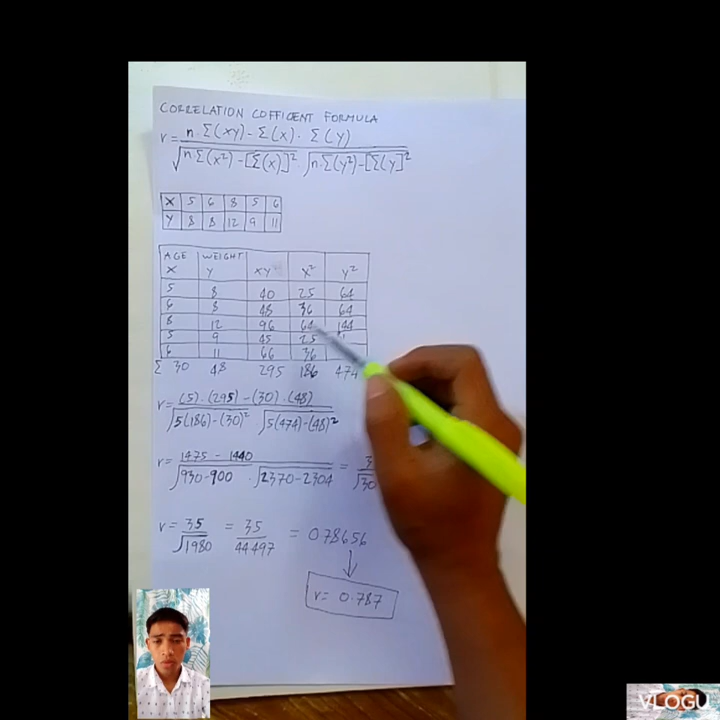 CORRELATION COFFICENT FORMULA
r = n·Σ(xy) - Σ(x)·Σ(y)
√n·Σ(x²) - [Σ(x)]² · √n·Σ(y²) - [Σ(y]²
X 5 6 8 5 6
Y 8 8 12 9 11
AGE WEIGHT
X Y XY X² Y²
5 8 40 25 64
6 8 48 36 64
8 12 96 64 144
5 9 45 25
6 11 66 36
Σ 30 48 295 186 474
r = (5)·(295) - (30)·(48)
√5(186)-(30)² √5(474)-(48)²
r = 1475 - 1440
√930-900 · √2370-2304 = 3
√30
r = 35 = 35 = 0.78656
√1980 44.497
r = 0.787
VLOGU